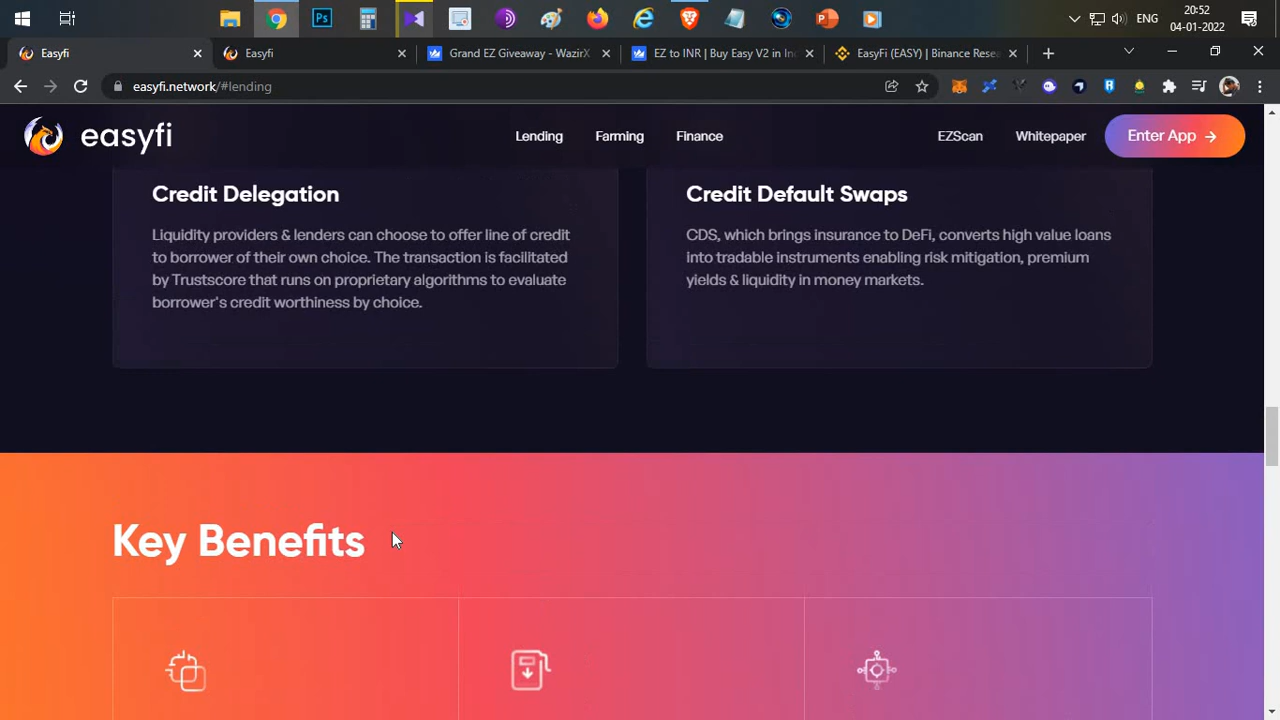 20:52
ENG
04-01-2022
Easyfi
Easyfi
Grand EZ Giveaway - WazirX
EZ to INR | Buy Easy V2 in In
EasyFi (EASY) | Binance Resea
easyfi.network/#lending
easyfi
Lending
Farming
Finance
EZScan
Whitepaper
Enter App →
Credit Delegation
Liquidity providers & lenders can choose to offer line of credit
to borrower of their own choice. The transaction is facilitated
by Trustscore that runs on proprietary algorithms to evaluate
borrower's credit worthiness by choice.
Credit Default Swaps
CDS, which brings insurance to DeFi, converts high value loans
into tradable instruments enabling risk mitigation, premium
yields & liquidity in money markets.
Key Benefits